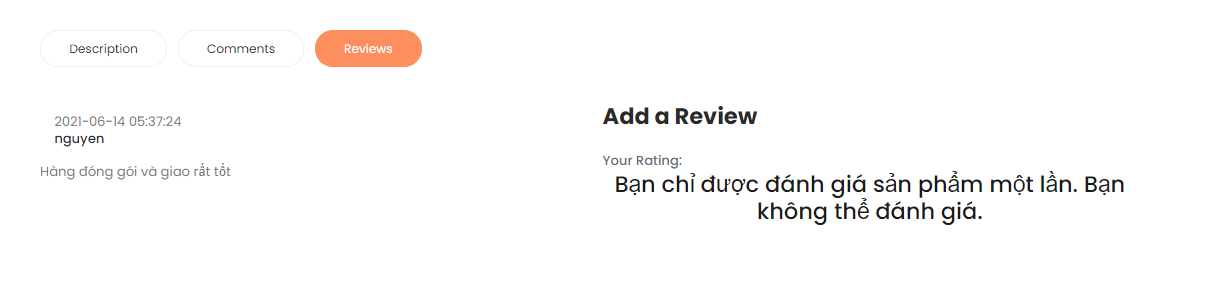 Description
Comments
Reviews
2021-06-14 05:37:24
nguyen
Hàng đóng gói và giao rất tốt
Add a Review
Your Rating:
Bạn chỉ được đánh giá sản phẩm một lần. Bạn
không thể đánh giá.